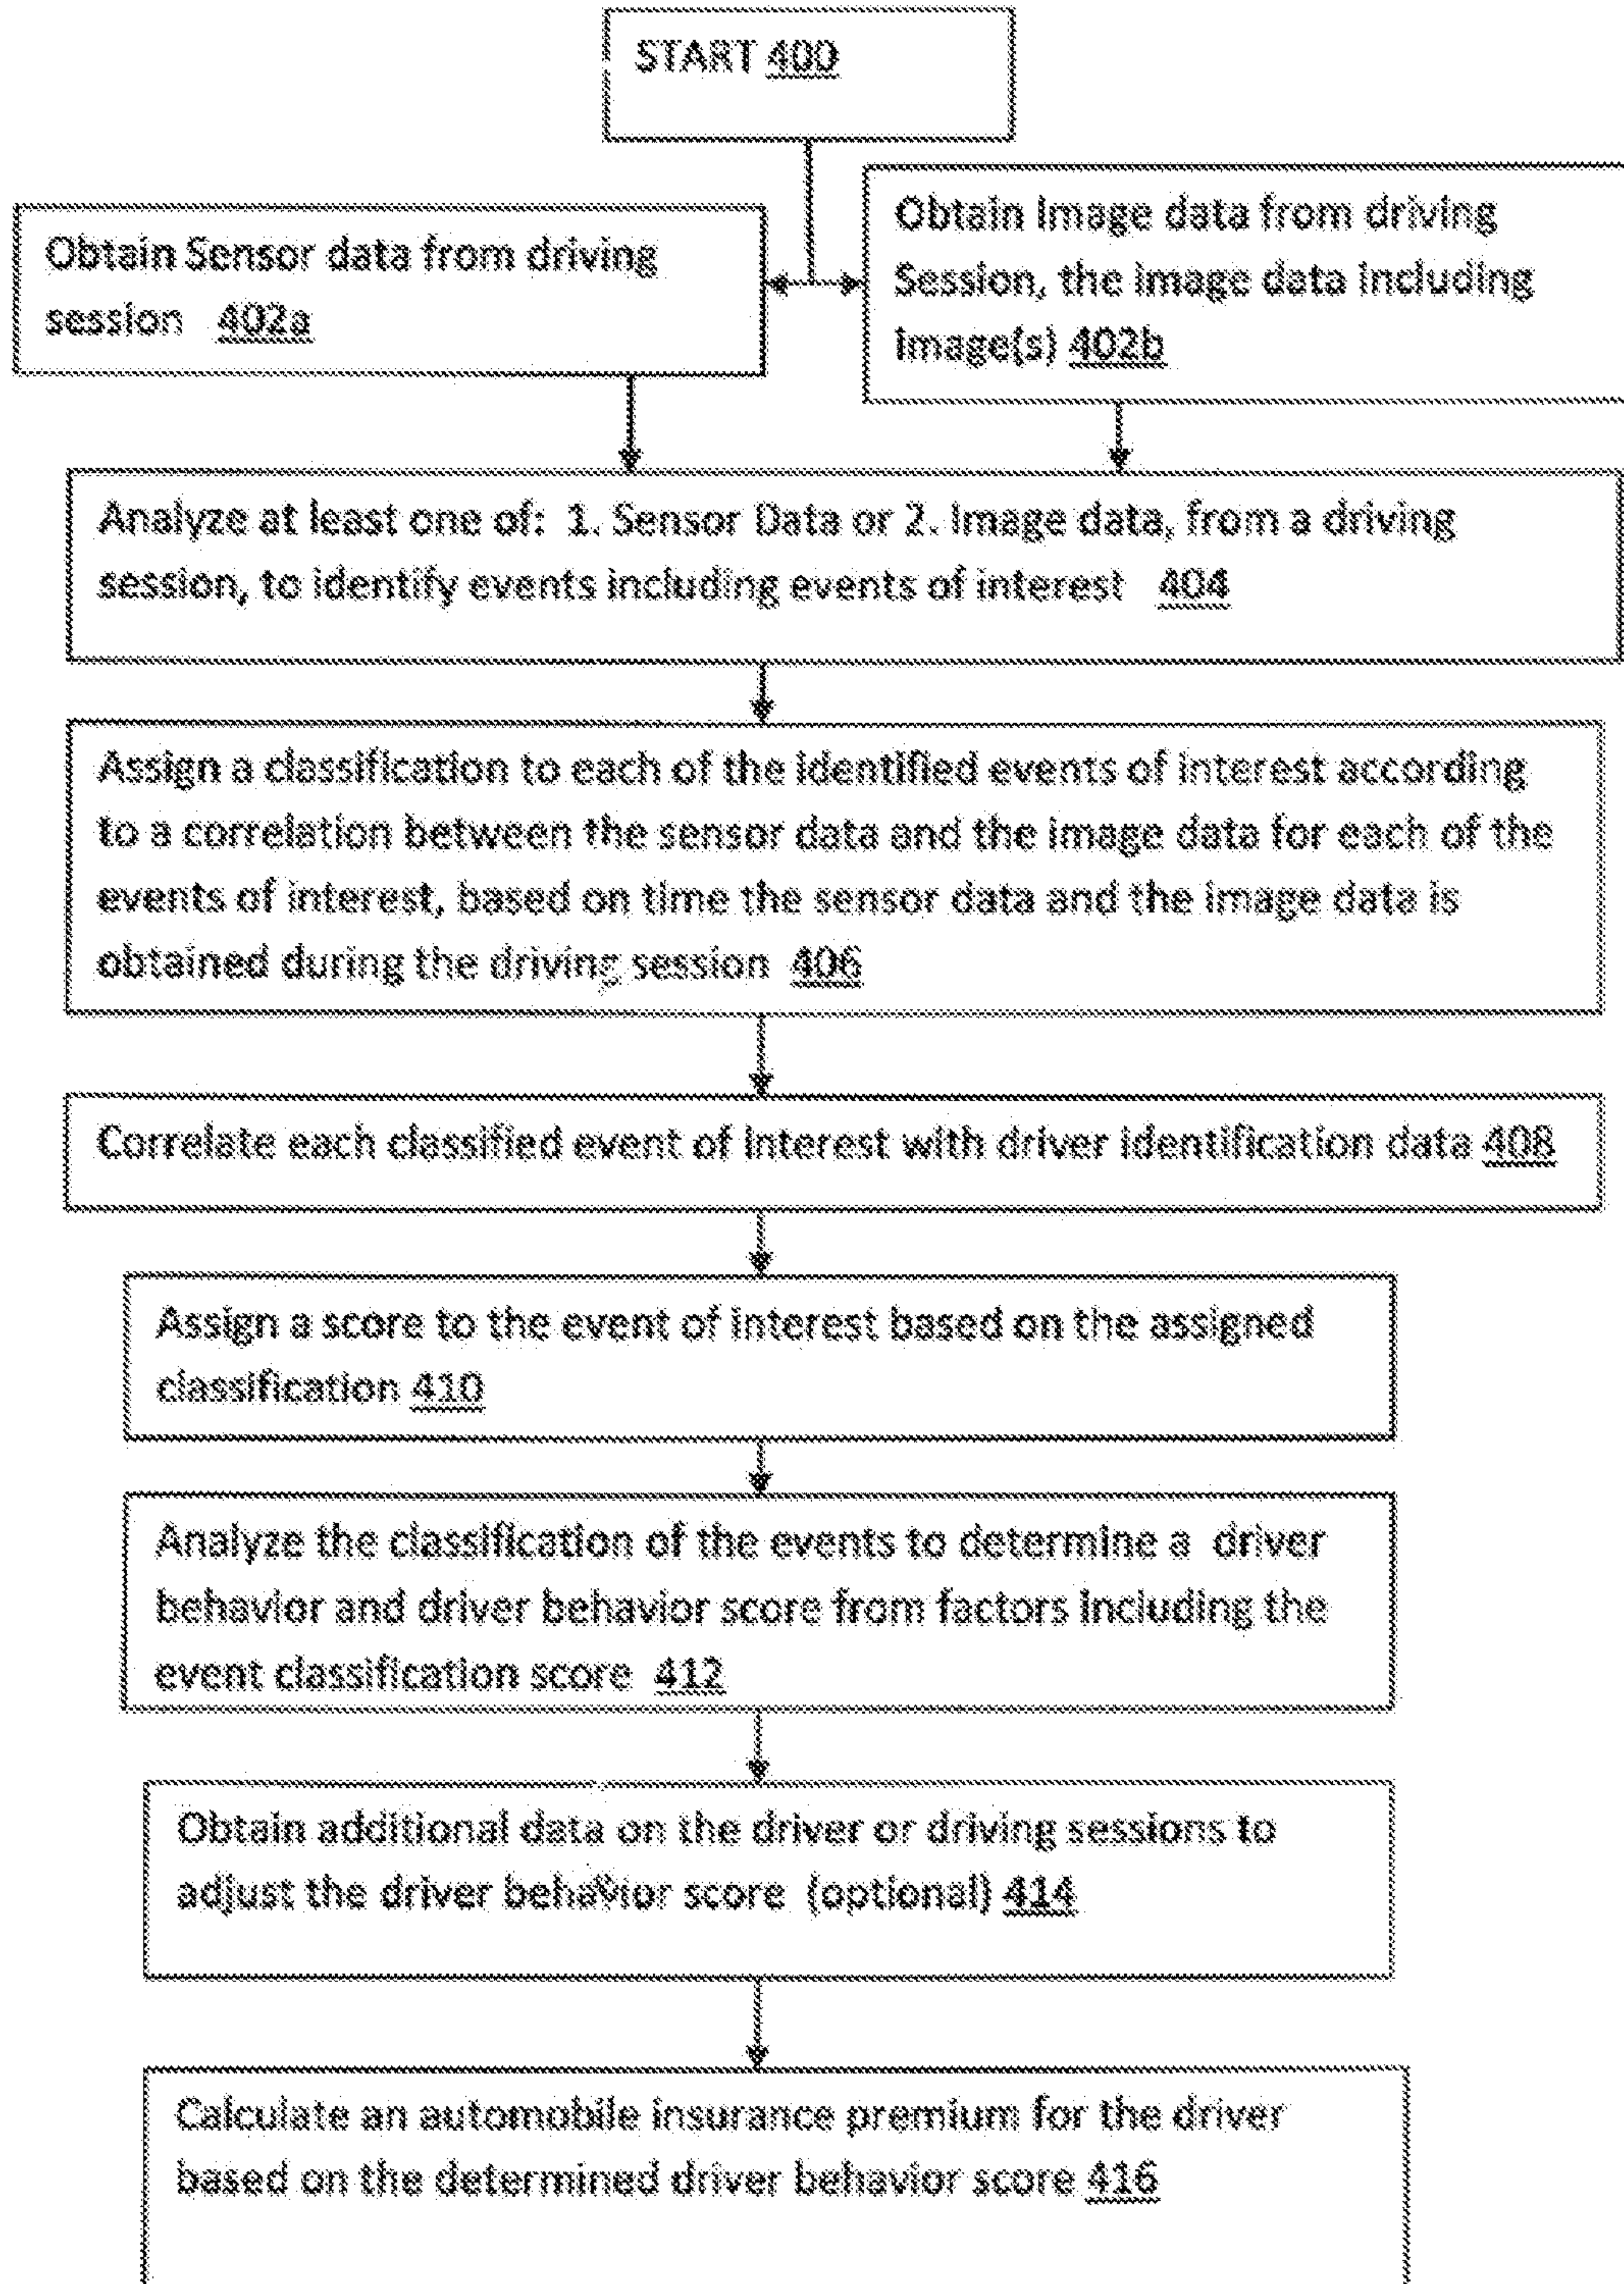 START 400
Obtain Sensor data from driving
session 402a
Obtain Image data from driving
Session, the image data including
image(s) 402b
Analyze at least one of: 1. Sensor Data or 2. Image data, from a driving
session, to identify events including events of interest 404
Assign a classification to each of the identified events of interest according
to a correlation between the sensor data and the image data for each of the
events of interest, based on time the sensor data and the image data is
obtained during the driving session 406
Correlate each classified event of interest with driver identification data 408
Assign a score to the event of interest based on the assigned
classification 410
Analyze the classification of the events to determine a driver
behavior and driver behavior score from factors including the
event classification score 412
Obtain additional data on the driver or driving sessions to
adjust the driver behavior score (optional) 414
Calculate an automobile insurance premium for the driver
based on the determined driver behavior score 416